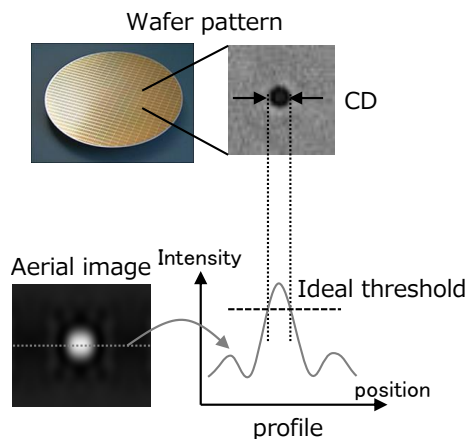 Wafer pattern
CD
Intensity
Aerial image
Ideal threshold
position
profile